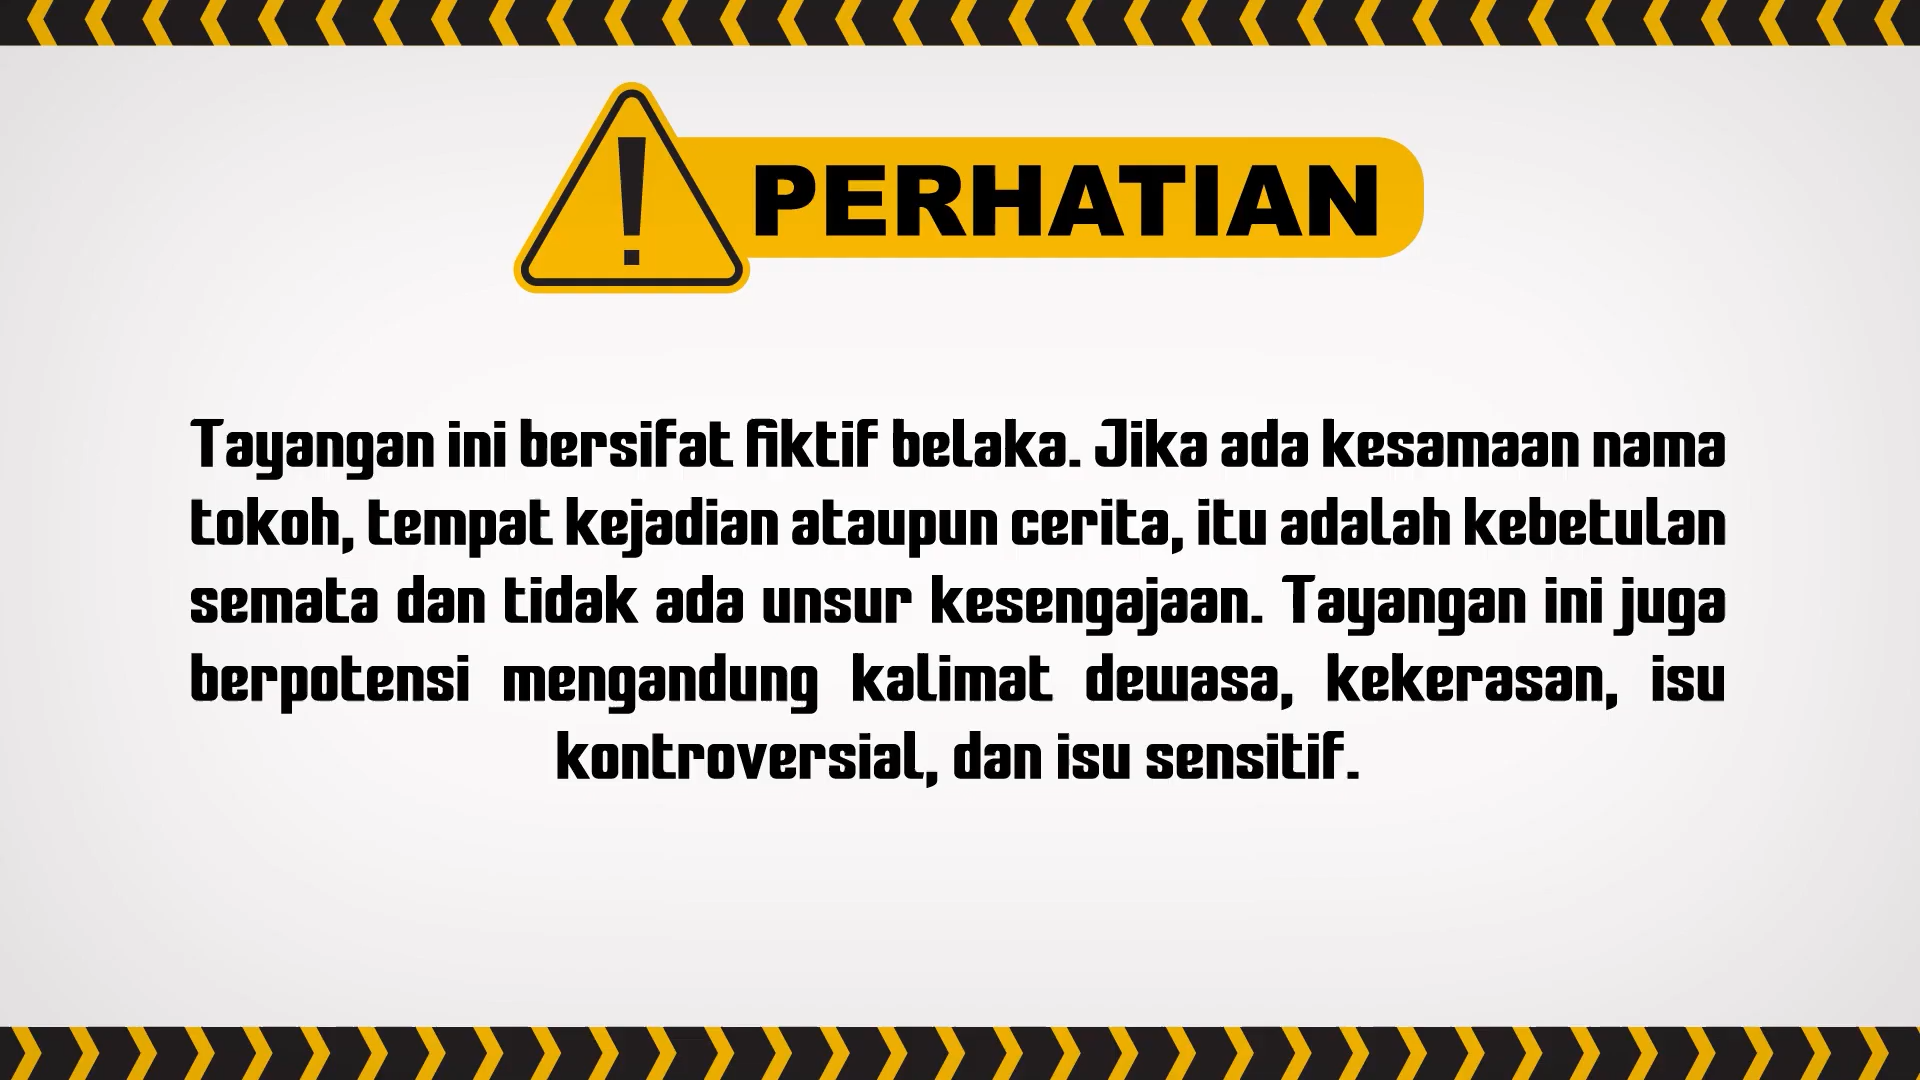 PERHATIAN
Tayangan ini bersifat fiktif belaka. Jika ada kesamaan nama
tokoh, tempat kejadian ataupun cerita, itu adalah kebetulan
semata dan tidak ada unsur kesengajaan. Tayangan ini juga
berpotensi mengandung kalimat dewasa, kekerasan, isu
kontroversial, dan isu sensitif.